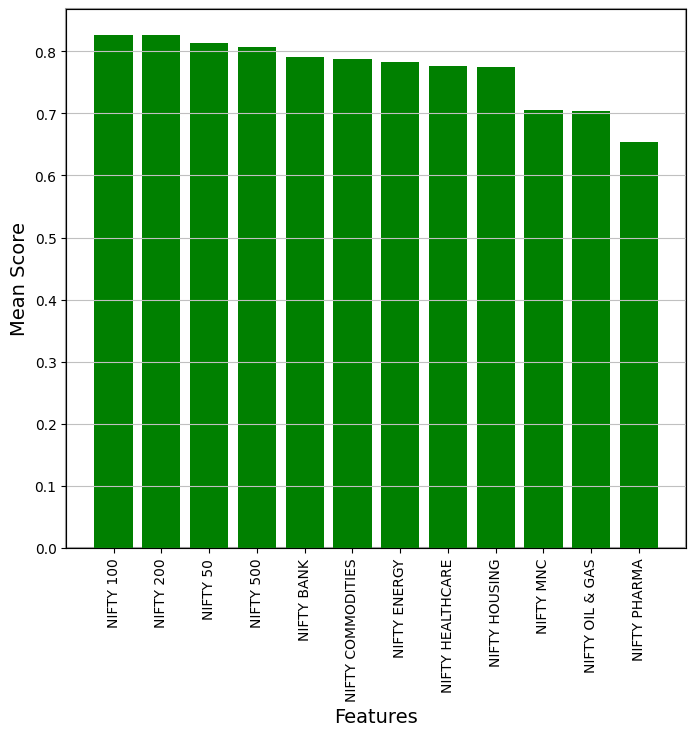 Mean Score
0.8
0.7
0.6
0.5
0.4
0.3
0.2
0.1
0.0
NIFTY 100
NIFTY 200
NIFTY 50
NIFTY 500
NIFTY BANK
NIFTY COMMODITIES
NIFTY ENERGY
NIFTY HEALTHCARE
NIFTY HOUSING
NIFTY MNC
NIFTY OIL & GAS
NIFTY PHARMA
Features